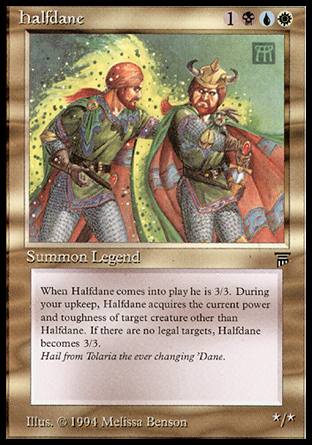 Halfdane 1
Summon Legend
When Halfdane comes into play he is 3/3. During
your upkeep, Halfdane acquires the current power
and toughness of target creature other than
Halfdane. If there are no legal targets, Halfdane
becomes 3/3.
Hail from Tolaria the ever changing 'Dane.
Illus. © 1994 Melissa Benson */*